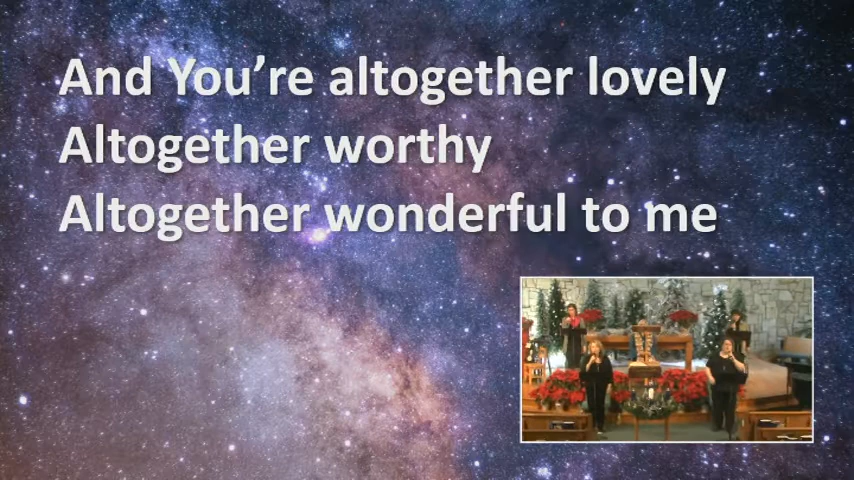 And You’re altogether lovely
Altogether worthy
Altogether wonderful to me